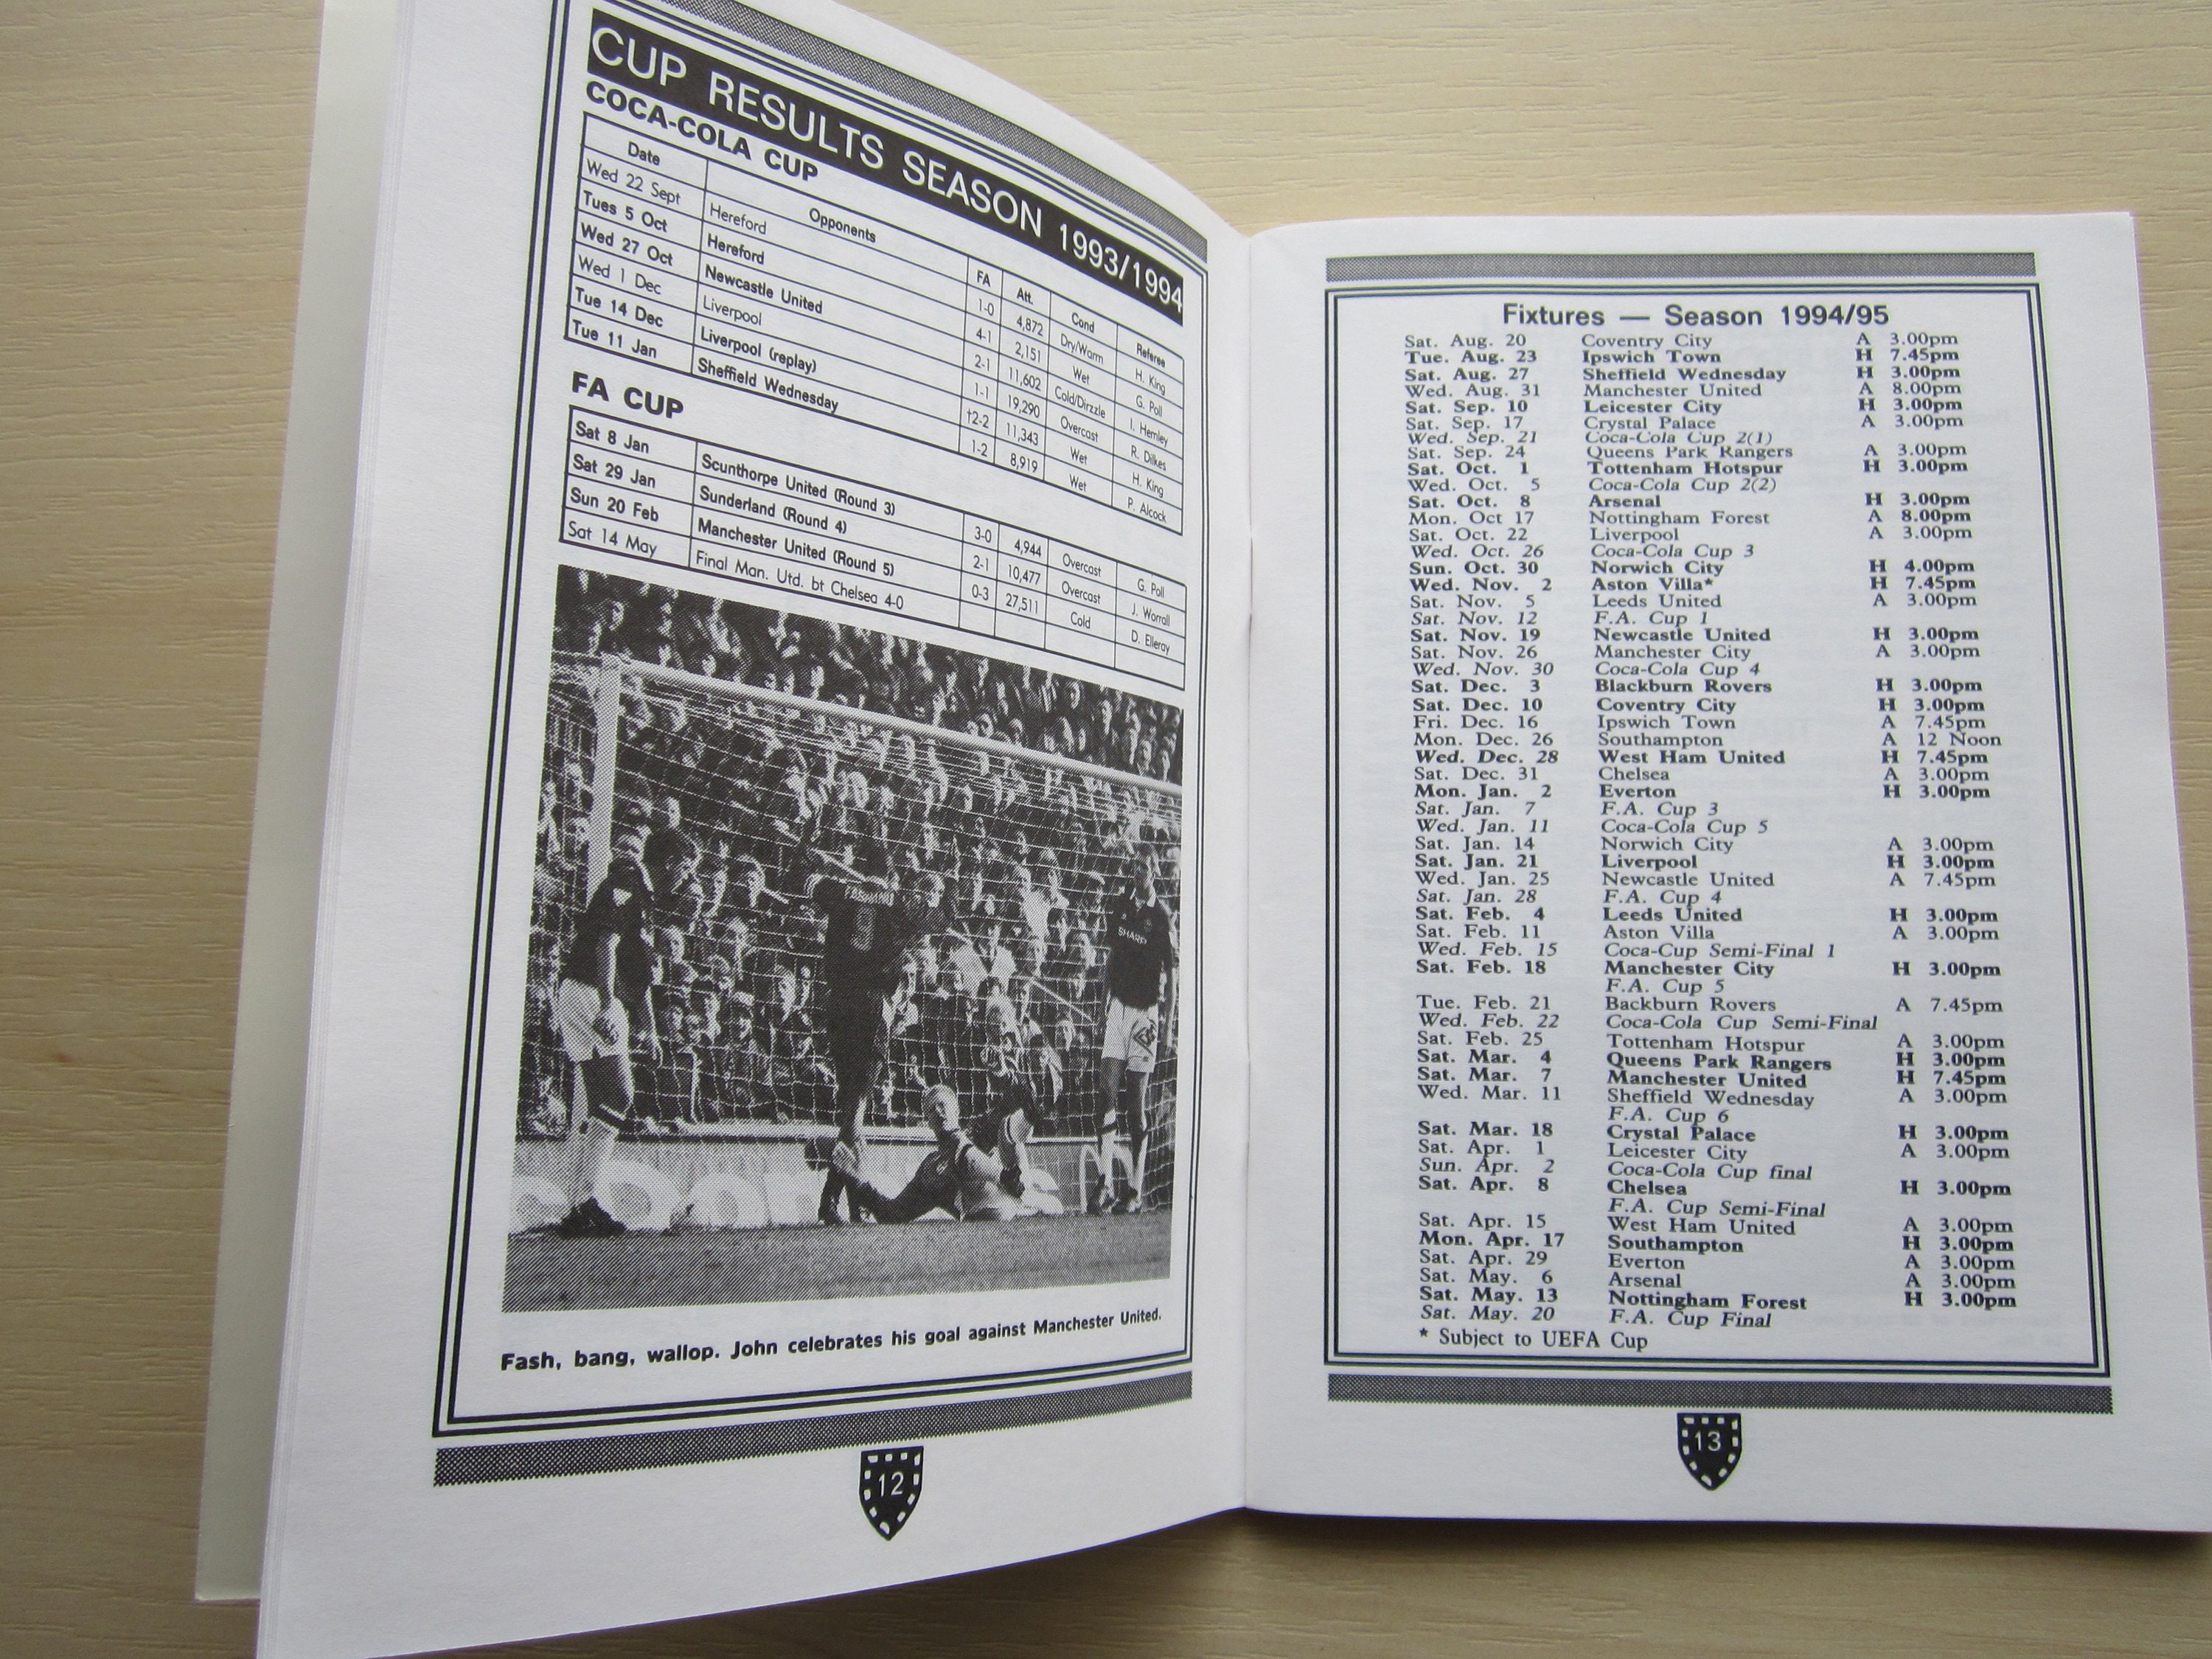 CUP RESULTS SEASON 1993/1994
COCA-COLA CUP
Date Opponents FA Att. Cond Referee
Wed 22 Sept Hereford 1-0 4,872 Dry/Warm H. King
Tues 5 Oct Hereford 4-1 2,151 Wet G. Poll
Wed 27 Oct Newcastle United 2-1 11,602 Cold/Dirzzle I. Hemley
Wed 1 Dec Liverpool 1-1 19,290 Overcast R. Dilkes
Tue 14 Dec Liverpool (replay) †2-2 11,343 Wet H. King
Tue 11 Jan Sheffield Wednesday 1-2 8,919 Wet P. Alcock
FA CUP
Sat 8 Jan Scunthorpe United (Round 3) 3-0 4,944 Overcast G. Poll
Sat 29 Jan Sunderland (Round 4) 2-1 10,477 Overcast J. Worrall
Sun 20 Feb Manchester United (Round 5) 0-3 27,511 Cold D. Elleray
Sat 14 May Final Man. Utd. bt Chelsea 4-0
FASHANU
9
SHARP
Fash, bang, wallop. John celebrates his goal against Manchester United.
12
Fixtures — Season 1994/95
Sat. Aug. 20 Coventry City A 3.00pm
Tue. Aug. 23 Ipswich Town H 7.45pm
Sat. Aug. 27 Sheffield Wednesday H 3.00pm
Wed. Aug. 31 Manchester United A 8.00pm
Sat. Sep. 10 Leicester City H 3.00pm
Sat. Sep. 17 Crystal Palace A 3.00pm
Wed. Sep. 21 Coca-Cola Cup 2(1)
Sat. Sep. 24 Queens Park Rangers A 3.00pm
Sat. Oct. 1 Tottenham Hotspur H 3.00pm
Wed. Oct. 5 Coca-Cola Cup 2(2)
Sat. Oct. 8 Arsenal H 3.00pm
Mon. Oct 17 Nottingham Forest A 8.00pm
Sat. Oct. 22 Liverpool A 3.00pm
Wed. Oct. 26 Coca-Cola Cup 3
Sun. Oct. 30 Norwich City H 4.00pm
Wed. Nov. 2 Aston Villa* H 7.45pm
Sat. Nov. 5 Leeds United A 3.00pm
Sat. Nov. 12 F.A. Cup 1
Sat. Nov. 19 Newcastle United H 3.00pm
Sat. Nov. 26 Manchester City A 3.00pm
Wed. Nov. 30 Coca-Cola Cup 4
Sat. Dec. 3 Blackburn Rovers H 3.00pm
Sat. Dec. 10 Coventry City H 3.00pm
Fri. Dec. 16 Ipswich Town A 7.45pm
Mon. Dec. 26 Southampton A 12 Noon
Wed. Dec. 28 West Ham United H 7.45pm
Sat. Dec. 31 Chelsea A 3.00pm
Mon. Jan. 2 Everton H 3.00pm
Sat. Jan. 7 F.A. Cup 3
Wed. Jan. 11 Coca-Cola Cup 5
Sat. Jan. 14 Norwich City A 3.00pm
Sat. Jan. 21 Liverpool H 3.00pm
Wed. Jan. 25 Newcastle United A 7.45pm
Sat. Jan. 28 F.A. Cup 4
Sat. Feb. 4 Leeds United H 3.00pm
Sat. Feb. 11 Aston Villa A 3.00pm
Wed. Feb. 15 Coca-Cup Semi-Final 1
Sat. Feb. 18 Manchester City H 3.00pm
F.A. Cup 5
Tue. Feb. 21 Backburn Rovers A 7.45pm
Wed. Feb. 22 Coca-Cola Cup Semi-Final
Sat. Feb. 25 Tottenham Hotspur A 3.00pm
Sat. Mar. 4 Queens Park Rangers H 3.00pm
Sat. Mar. 7 Manchester United H 7.45pm
Wed. Mar. 11 Sheffield Wednesday A 3.00pm
F.A. Cup 6
Sat. Mar. 18 Crystal Palace H 3.00pm
Sat. Apr. 1 Leicester City A 3.00pm
Sun. Apr. 2 Coca-Cola Cup final
Sat. Apr. 8 Chelsea H 3.00pm
F.A. Cup Semi-Final
Sat. Apr. 15 West Ham United A 3.00pm
Mon. Apr. 17 Southampton H 3.00pm
Sat. Apr. 29 Everton A 3.00pm
Sat. May. 6 Arsenal A 3.00pm
Sat. May. 13 Nottingham Forest H 3.00pm
Sat. May. 20 F.A. Cup Final
* Subject to UEFA Cup
13